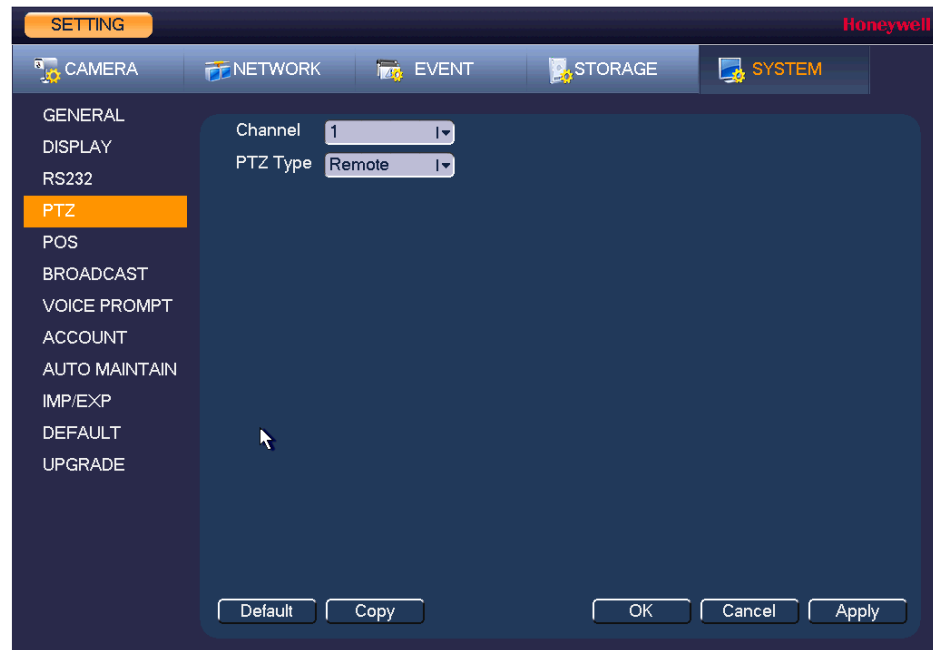 SETTING Honeywell
CAMERA NETWORK EVENT STORAGE SYSTEM
GENERAL
DISPLAY
RS232
PTZ
POS
BROADCAST
VOICE PROMPT
ACCOUNT
AUTO MAINTAIN
IMP/EXP
DEFAULT
UPGRADE
Channel 1
PTZ Type Remote
Default Copy OK Cancel Apply